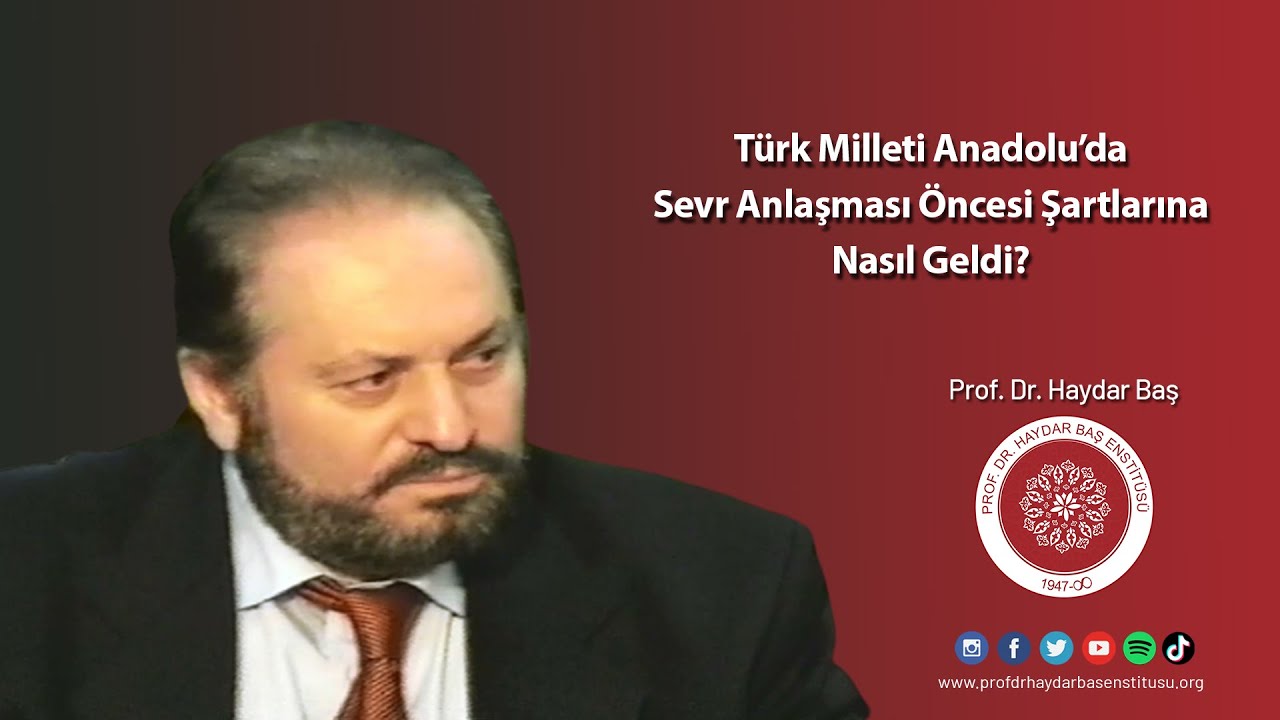 Türk Milleti Anadolu’da
Sevr Anlaşması Öncesi Şartlarına
Nasıl Geldi?
Prof. Dr. Haydar Baş
PROF. DR. HAYDAR BAŞ ENSTİTÜSÜ
1947-∞
www.profdrhaydarbasenstitusu.org